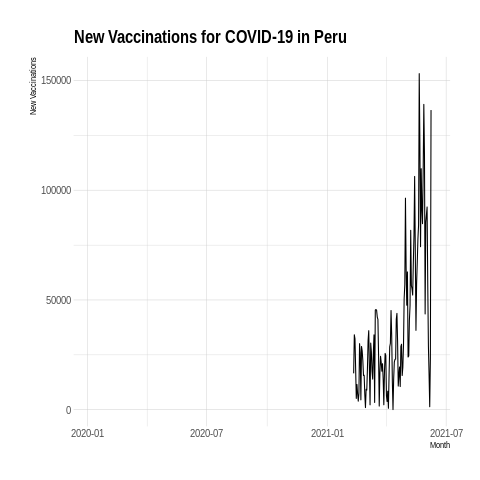 New Vaccinations for COVID-19 in Peru
New Vaccinations
150000
100000
50000
0
2020-01
2020-07
2021-01
2021-07
Month